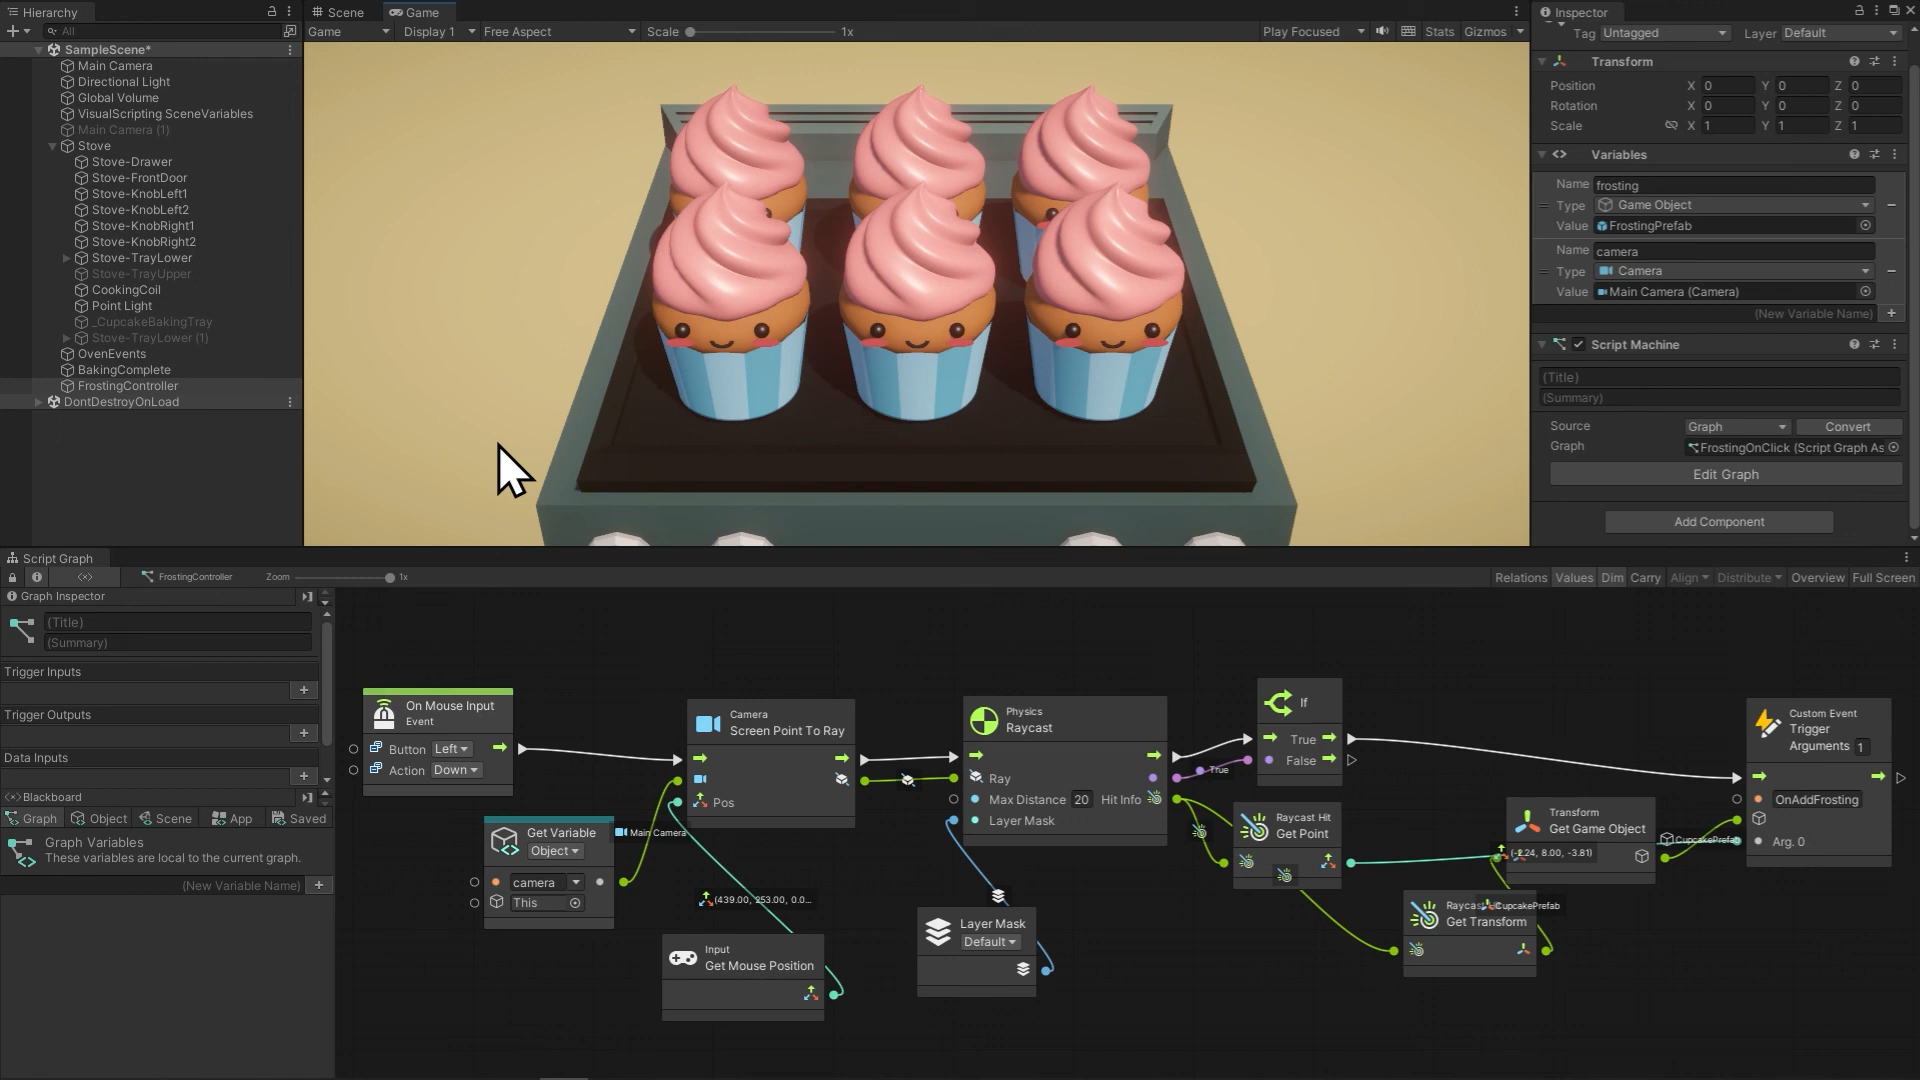 Hierarchy
All
SampleScene*
Main Camera
Directional Light
Global Volume
VisualScripting SceneVariables
Main Camera (1)
Stove
Stove-Drawer
Stove-FrontDoor
Stove-KnobLeft1
Stove-KnobLeft2
Stove-KnobRight1
Stove-KnobRight2
Stove-TrayLower
Stove-TrayUpper
CookingCoil
Point Light
_CupcakeBakingTray
Stove-TrayLower (1)
OvenEvents
BakingComplete
FrostingController
DontDestroyOnLoad
Scene Game
Game Display 1 Free Aspect Scale 1x Play Focused Stats Gizmos
Inspector
Tag Untagged Layer Default
Transform
Position X 0 Y 0 Z 0
Rotation X 0 Y 0 Z 0
Scale X 1 Y 1 Z 1
Variables
Name frosting
Type Game Object
Value FrostingPrefab
Name camera
Type Camera
Value Main Camera (Camera)
(New Variable Name)
Script Machine
(Title)
(Summary)
Source Graph Convert
Graph FrostingOnClick (Script Graph As
Edit Graph
Add Component
Script Graph
FrostingController Zoom 1x Relations Values Dim Carry Align Distribute Overview Full Screen
Graph Inspector
(Title)
(Summary)
Trigger Inputs
Trigger Outputs
Data Inputs
Blackboard
Graph Object Scene App Saved
Graph Variables
These variables are local to the current graph.
(New Variable Name)
On Mouse Input
Event
Button Left
Action Down
Get Variable
Object
camera
This
Main Camera
Camera
Screen Point To Ray
Pos
(439.00, 253.00, 0.0...
Input
Get Mouse Position
Physics
Raycast
Ray
Max Distance 20 Hit Info
Layer Mask
Layer Mask
Default
If
True
False
True
Raycast Hit
Get Point
Get Transform
CupcakePrefab
Transform
Get Game Object
CupcakePrefab
Custom Event
Trigger
Arguments 1
OnAddFrosting
Arg. 0